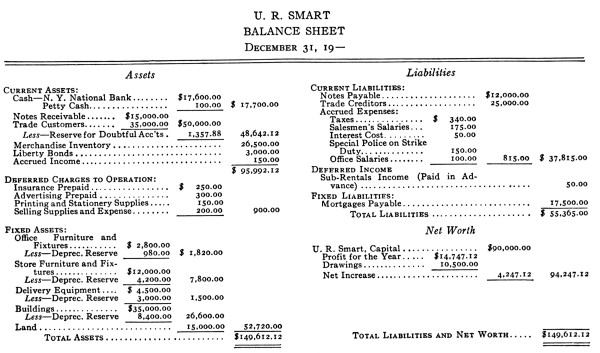 U. R. SMART
BALANCE SHEET
DECEMBER 31, 19—
Assets
CURRENT ASSETS:
Cash—N. Y. National Bank........ $17,600.00
Petty Cash.................. 100.00 $ 17,700.00
Notes Receivable....... $15,000.00
Trade Customers........ 35,000.00 $50,000.00
Less—Reserve for Doubtful Acc'ts. 1,357.88 48,642.12
Merchandise Inventory.................... 26,500.00
Liberty Bonds............................ 3,000.00
Accrued Income........................... 150.00
$ 95,992.12
DEFERRED CHARGES TO OPERATION:
Insurance Prepaid............... $ 250.00
Advertising Prepaid............. 300.00
Printing and Stationery Supplies..... 150.00
Selling Supplies and Expense........ 200.00 900.00
FIXED ASSETS:
Office Furniture and
Fixtures........... $ 2,800.00
Less—Deprec. Reserve 980.00 $ 1,820.00
Store Furniture and Fix-
tures.............. $12,000.00
Less—Deprec. Reserve 4,200.00 7,800.00
Delivery Equipment.... $ 4,500.00
Less—Deprec. Reserve 3,000.00 1,500.00
Buildings............. $35,000.00
Less—Deprec. Reserve 8,400.00 26,600.00
Land............................ 15,000.00 52,720.00
TOTAL ASSETS...................... $149,612.12
Liabilities
CURRENT LIABILITIES:
Notes Payable.................... $12,000.00
Trade Creditors.................. 25,000.00
Accrued Expenses:
Taxes................ $ 340.00
Salesmen's Salaries... 175.00
Interest Cost......... 50.00
Special Police on Strike
Duty............... 150.00
Office Salaries........ 100.00 815.00 $ 37,815.00
DEFERRED INCOME
Sub-Rentals Income (Paid in Ad-
vance)................................ 50.00
FIXED LIABILITIES:
Mortgages Payable...................... 17,500.00
TOTAL LIABILITIES................ $ 55,365.00
Net Worth
U. R. Smart, Capital............. $90,000.00
Profit for the Year..... $14,747.12
Drawings............. 10,500.00
Net Increase.................... 4,247.12 94,247.12
TOTAL LIABILITIES AND NET WORTH..... $149,612.12